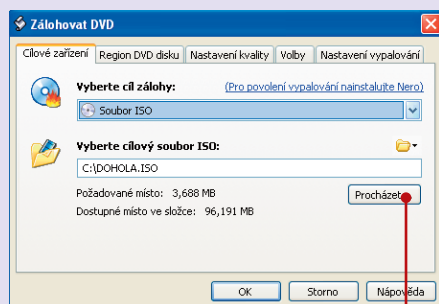 Zálohovat DVD
Cílové zařízení Region DVD disku Nastavení kvality Volby Nastavení vypalování
Vyberte cíl zálohy: (Pro povolení vypalování nainstalujte Nero)
Soubor ISO
Vyberte cílový soubor ISO:
C:\DOHOLA.ISO
Požadované místo: 3,688 MB Procházet
Dostupné místo ve složce: 96,191 MB
OK Storno Nápověda